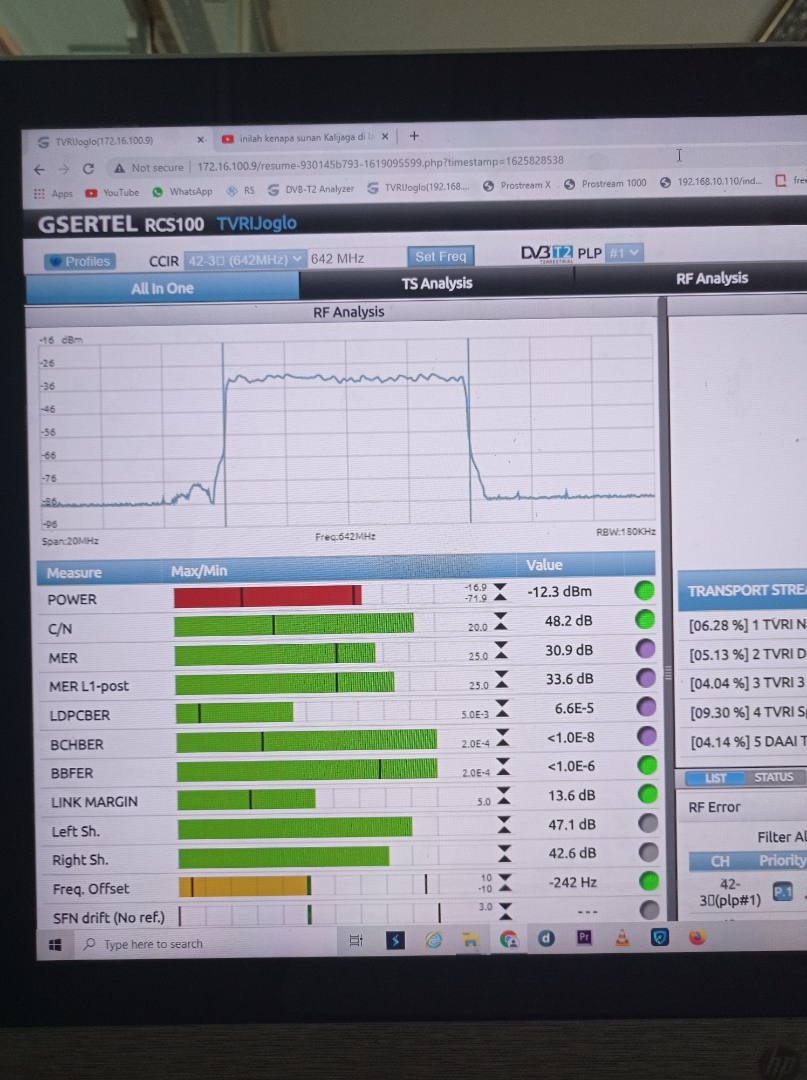 TVRIJoglo(172.16.100.9)
inilah kenapa sunan Kalijaga di b
Not secure | 172.16.100.9/resume-930145b793-1619095599.php?timestamp=1625828538
Apps YouTube WhatsApp RS DVB-T2 Analyzer TVRIJoglo(192.168.... Prostream X Prostream 1000 192.168.10.110/ind... free
GSERTEL RCS100 TVRIJoglo
Profiles CCIR 42-3 (642MHz) 642 MHz Set Freq DVB T2 PLP #1
All In One TS Analysis RF Analysis
RF Analysis
-16 dBm
-26
-36
-46
-56
-66
-76
-86
-96
Span:20MHz Freq:642MHz RBW:180KHz
Measure Max/Min Value
POWER -16.9 -71.9 -12.3 dBm
C/N 20.0 48.2 dB
MER 25.0 30.9 dB
MER L1-post 25.0 33.6 dB
LDPCBER 5.0E-3 6.6E-5
BCHBER 2.0E-4 <1.0E-8
BBFER 2.0E-4 <1.0E-6
LINK MARGIN 5.0 13.6 dB
Left Sh. 47.1 dB
Right Sh. 42.6 dB
Freq. Offset 10 -10 -242 Hz
SFN drift (No ref.) 3.0 ---
TRANSPORT STREA
[06.28 %] 1 TVRI N
[05.13 %] 2 TVRI D
[04.04 %] 3 TVRI 3
[09.30 %] 4 TVRI S
[04.14 %] 5 DAAI T
LIST STATUS
RF Error
Filter Al
CH Priority
42-
3(plp#1) P.1
Type here to search
hp